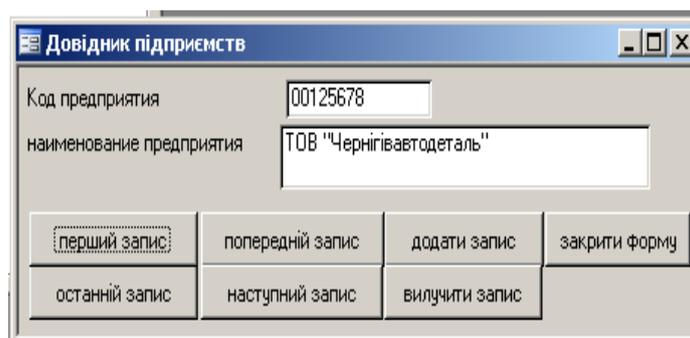 Довідник підприємств
Код предприятия 00125678
наименование предприятия ТОВ "Чернігівавтодеталь"
перший запис попередній запис додати запис закрити форму
останній запис наступний запис вилучити запис